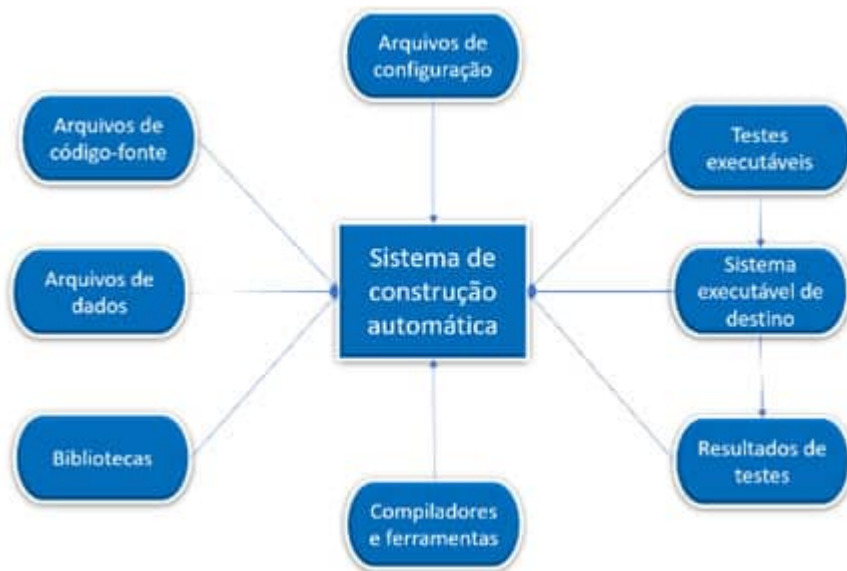 Arquivos de
configuração
Arquivos de
código-fonte
Testes
executáveis
Sistema de
construção
automática
Arquivos de
dados
Sistema
executável de
destino
Bibliotecas
Resultados de
testes
Compiladores
e ferramentas